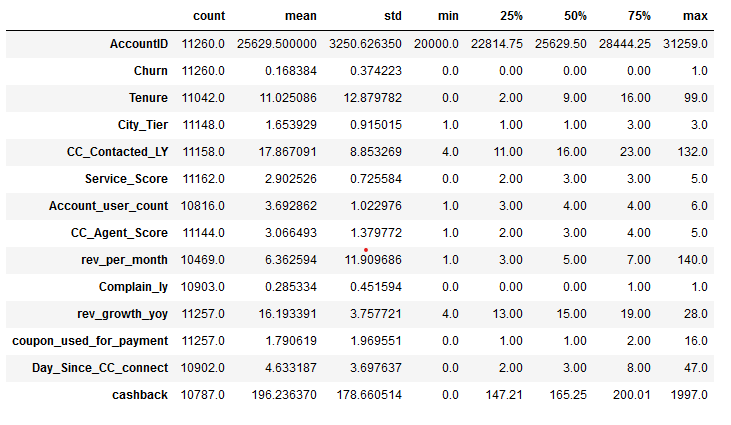 count mean std min 25% 50% 75% max
AccountID 11260.0 25629.500000 3250.626350 20000.0 22814.75 25629.50 28444.25 31259.0
Churn 11260.0 0.168384 0.374223 0.0 0.00 0.00 0.00 1.0
Tenure 11042.0 11.025086 12.879782 0.0 2.00 9.00 16.00 99.0
City_Tier 11148.0 1.653929 0.915015 1.0 1.00 1.00 3.00 3.0
CC_Contacted_LY 11158.0 17.867091 8.853269 4.0 11.00 16.00 23.00 132.0
Service_Score 11162.0 2.902526 0.725584 0.0 2.00 3.00 3.00 5.0
Account_user_count 10816.0 3.692862 1.022976 1.0 3.00 4.00 4.00 6.0
CC_Agent_Score 11144.0 3.066493 1.379772 1.0 2.00 3.00 4.00 5.0
rev_per_month 10469.0 6.362594 11.909686 1.0 3.00 5.00 7.00 140.0
Complain_ly 10903.0 0.285334 0.451594 0.0 0.00 0.00 1.00 1.0
rev_growth_yoy 11257.0 16.193391 3.757721 4.0 13.00 15.00 19.00 28.0
coupon_used_for_payment 11257.0 1.790619 1.969551 0.0 1.00 1.00 2.00 16.0
Day_Since_CC_connect 10902.0 4.633187 3.697637 0.0 2.00 3.00 8.00 47.0
cashback 10787.0 196.236370 178.660514 0.0 147.21 165.25 200.01 1997.0